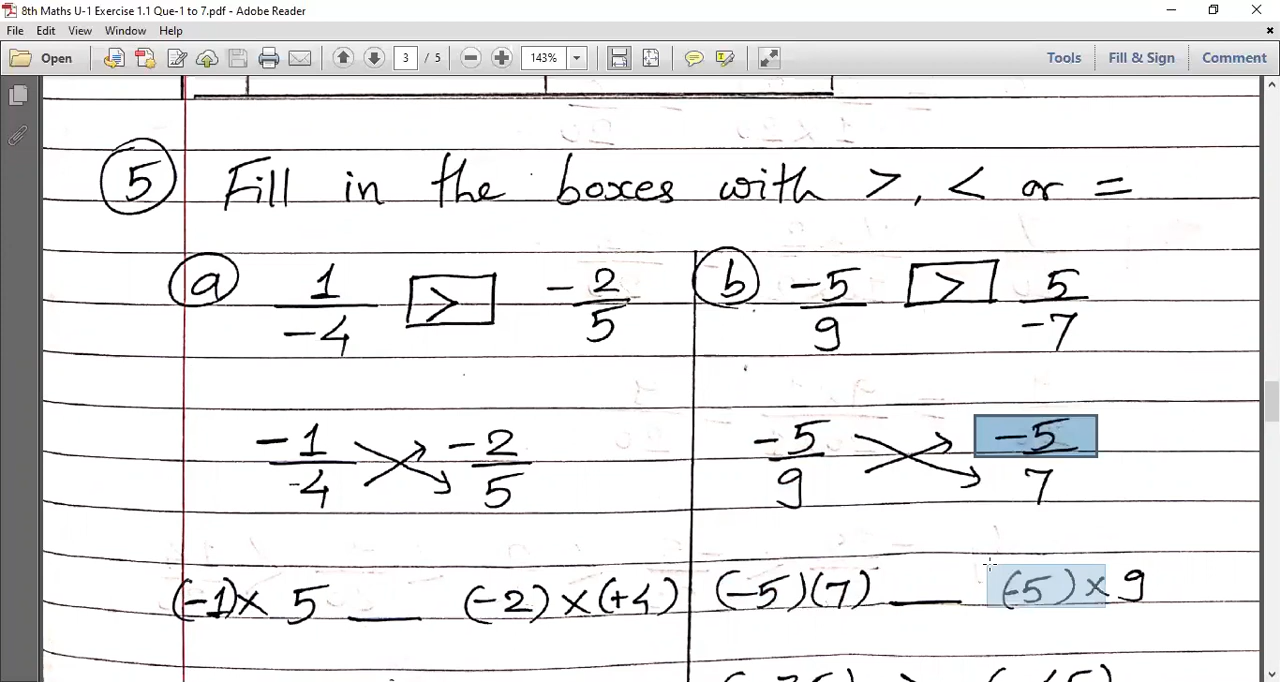 8th Maths U-1 Exercise 1.1 Que-1 to 7.pdf - Adobe Reader
File Edit View Window Help
Open 3 / 5 143% Tools Fill & Sign Comment
5 Fill in the boxes with >, < or =
a 1/-4 > -2/5 b -5/9 > 5/-7
-1/-4 -2/5 -5/9 -5/7
(-1)× 5 __ (-2)×(+4) (-5)(7) __ (-5)× 9